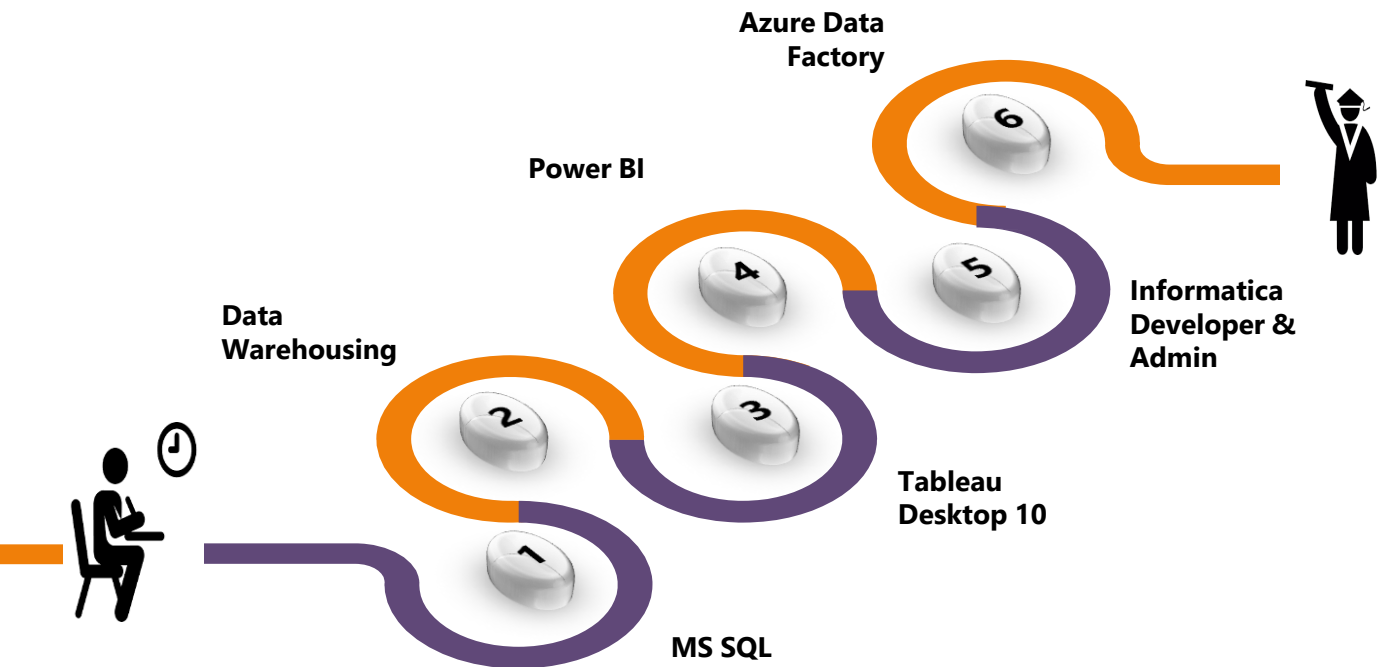 Azure Data
Factory
6
Power BI
4
5
Informatica
Developer &
Admin
Data
Warehousing
2
3
Tableau
Desktop 10
1
MS SQL